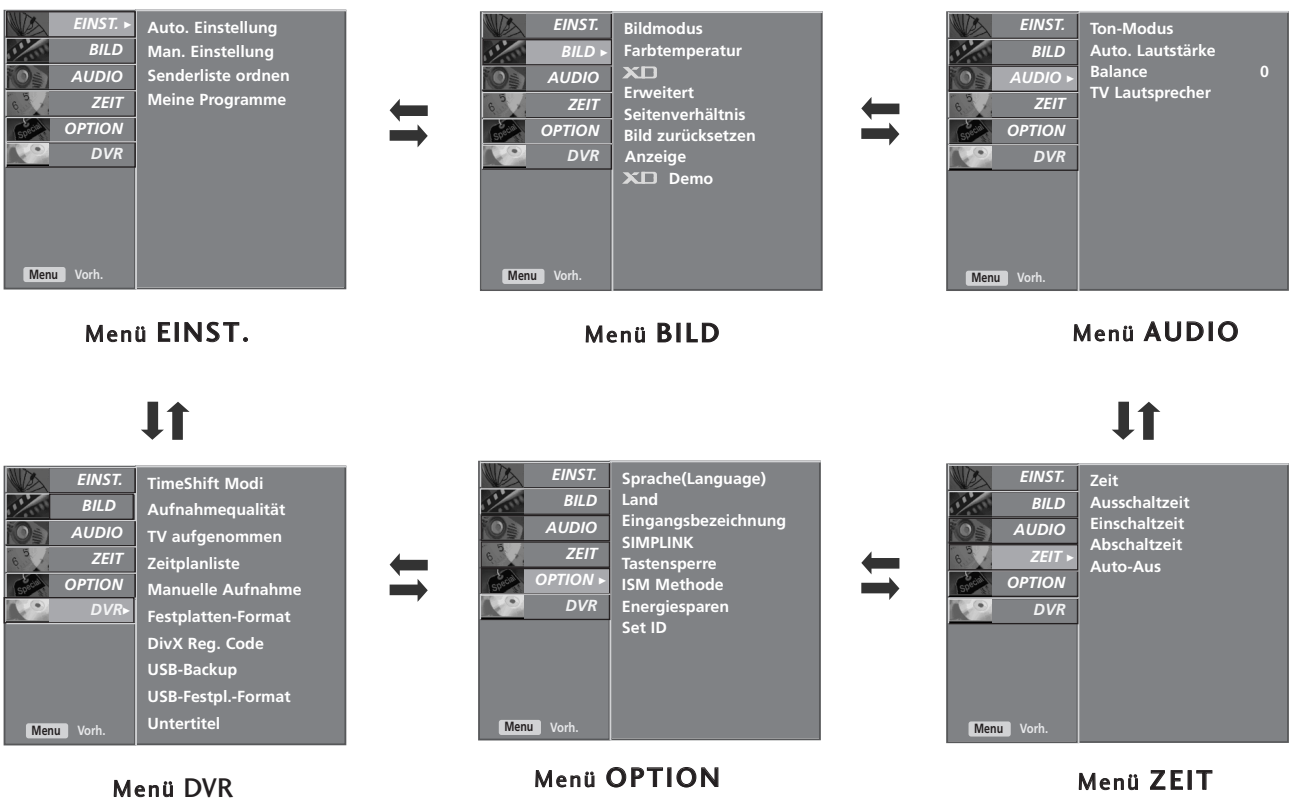 EINST. ▸
BILD
AUDIO
ZEIT
OPTION
DVR
Auto. Einstellung
Man. Einstellung
Senderliste ordnen
Meine Programme
Menu Vorh.
Menü EINST.
EINST.
BILD ▸
AUDIO
ZEIT
OPTION
DVR
Bildmodus
Farbtemperatur
XD
Erweitert
Seitenverhältnis
Bild zurücksetzen
Anzeige
XD Demo
Menu Vorh.
Menü BILD
EINST.
BILD
AUDIO ▸
ZEIT
OPTION
DVR
Ton-Modus
Auto. Lautstärke
Balance 0
TV Lautsprecher
Menu Vorh.
Menü AUDIO
EINST.
BILD
AUDIO
ZEIT
OPTION
DVR▸
TimeShift Modi
Aufnahmequalität
TV aufgenommen
Zeitplanliste
Manuelle Aufnahme
Festplatten-Format
DivX Reg. Code
USB-Backup
USB-Festpl.-Format
Untertitel
Menu Vorh.
Menü DVR
EINST.
BILD
AUDIO
ZEIT
OPTION ▸
DVR
Sprache(Language)
Land
Eingangsbezeichnung
SIMPLINK
Tastensperre
ISM Methode
Energiesparen
Set ID
Menu Vorh.
Menü OPTION
EINST.
BILD
AUDIO
ZEIT ▸
OPTION
DVR
Zeit
Ausschaltzeit
Einschaltzeit
Abschaltzeit
Auto-Aus
Menu Vorh.
Menü ZEIT